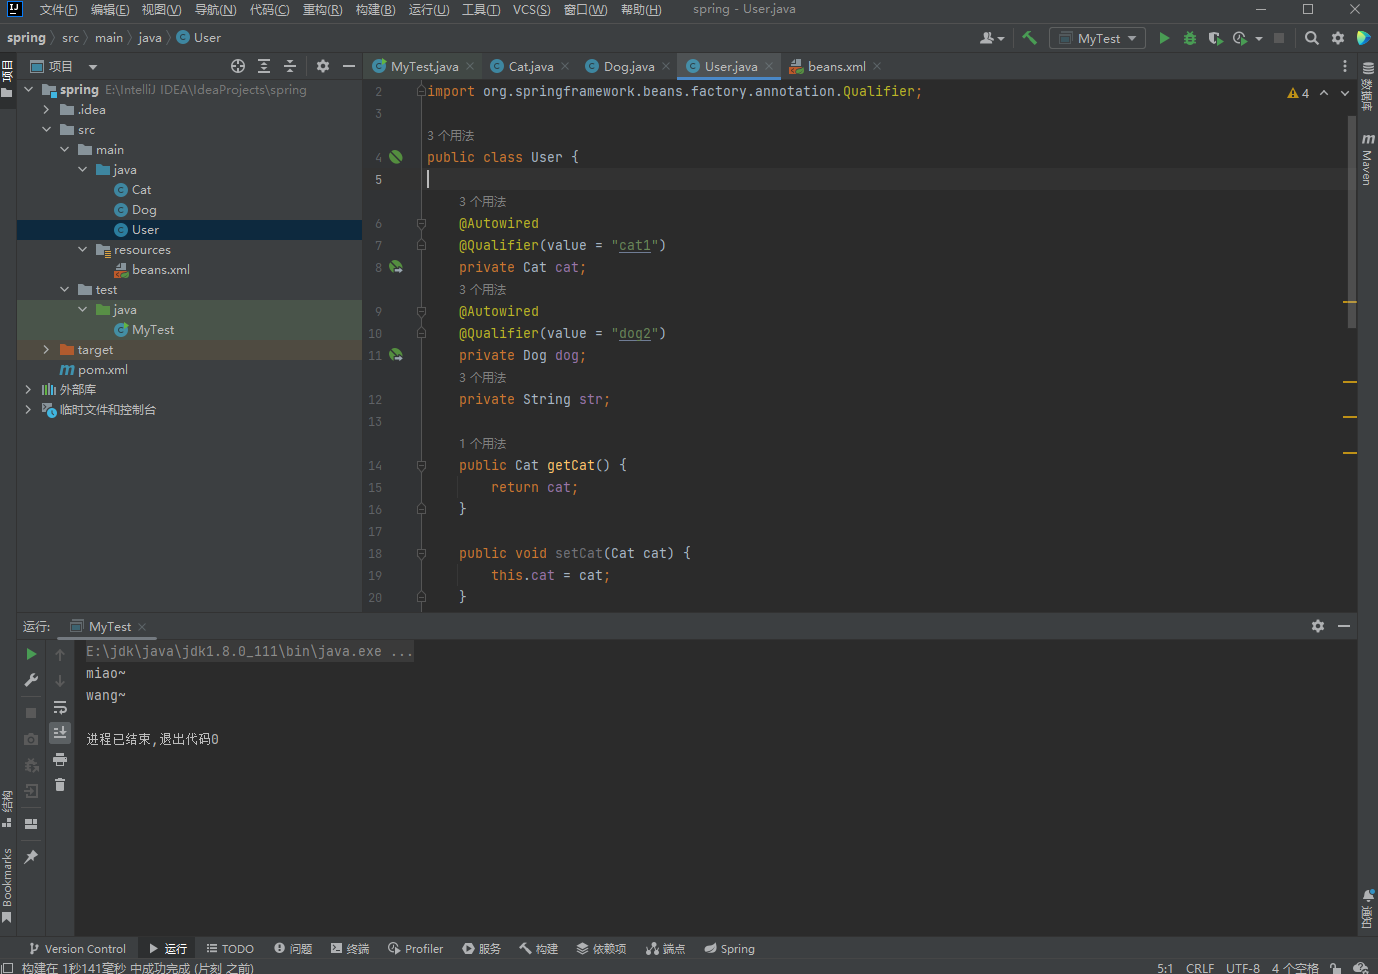 文件(F) 编辑(E) 视图(V) 导航(N) 代码(C) 重构(R) 构建(B) 运行(U) 工具(T) VCS(S) 窗口(W) 帮助(H) spring - User.java
spring src main java User
MyTest
项目
MyTest.java Cat.java Dog.java User.java beans.xml
spring E:\IntelliJ IDEA\IdeaProjects\spring
.idea
src
main
java
Cat
Dog
User
resources
beans.xml
test
java
MyTest
target
pom.xml
外部库
临时文件和控制台
项目
结构
Bookmarks
2 import org.springframework.beans.factory.annotation.Qualifier;
4
3
3 个用法
4 public class User {
5
3 个用法
6 @Autowired
7 @Qualifier(value = "cat1")
8 private Cat cat;
3 个用法
9 @Autowired
10 @Qualifier(value = "dog2")
11 private Dog dog;
3 个用法
12 private String str;
13
1 个用法
14 public Cat getCat() {
15 return cat;
16 }
17
18 public void setCat(Cat cat) {
19 this.cat = cat;
20 }
数据库
Maven
通知
运行: MyTest
E:\jdk\java\jdk1.8.0_111\bin\java.exe ...
miao~
wang~
进程已结束,退出代码0
Version Control 运行 TODO 问题 终端 Profiler 服务 构建 依赖项 端点 Spring
构建在 1秒141毫秒 中成功完成 (片刻 之前) 5:1 CRLF UTF-8 4 个空格